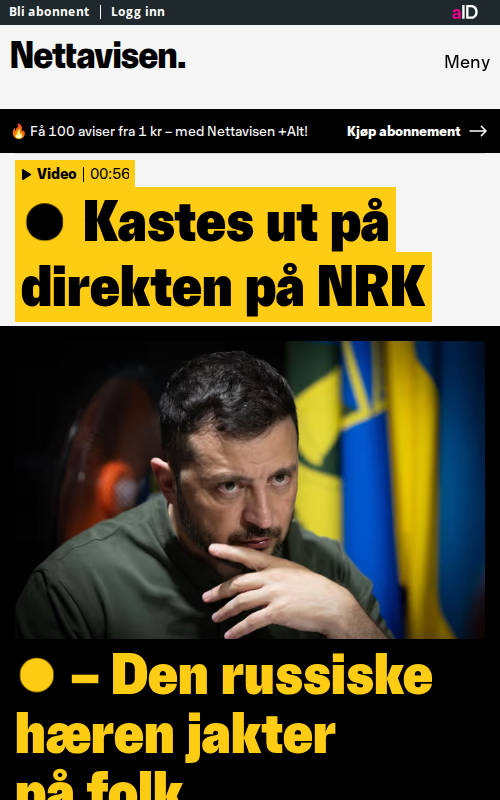 Bli abonnent | Logg inn
aID
Nettavisen.
Meny
🔥 Få 100 aviser fra 1 kr – med Nettavisen +Alt!
Kjøp abonnement →
Video | 00:56
Kastes ut på
direkten på NRK
– Den russiske
hæren jakter
på folk